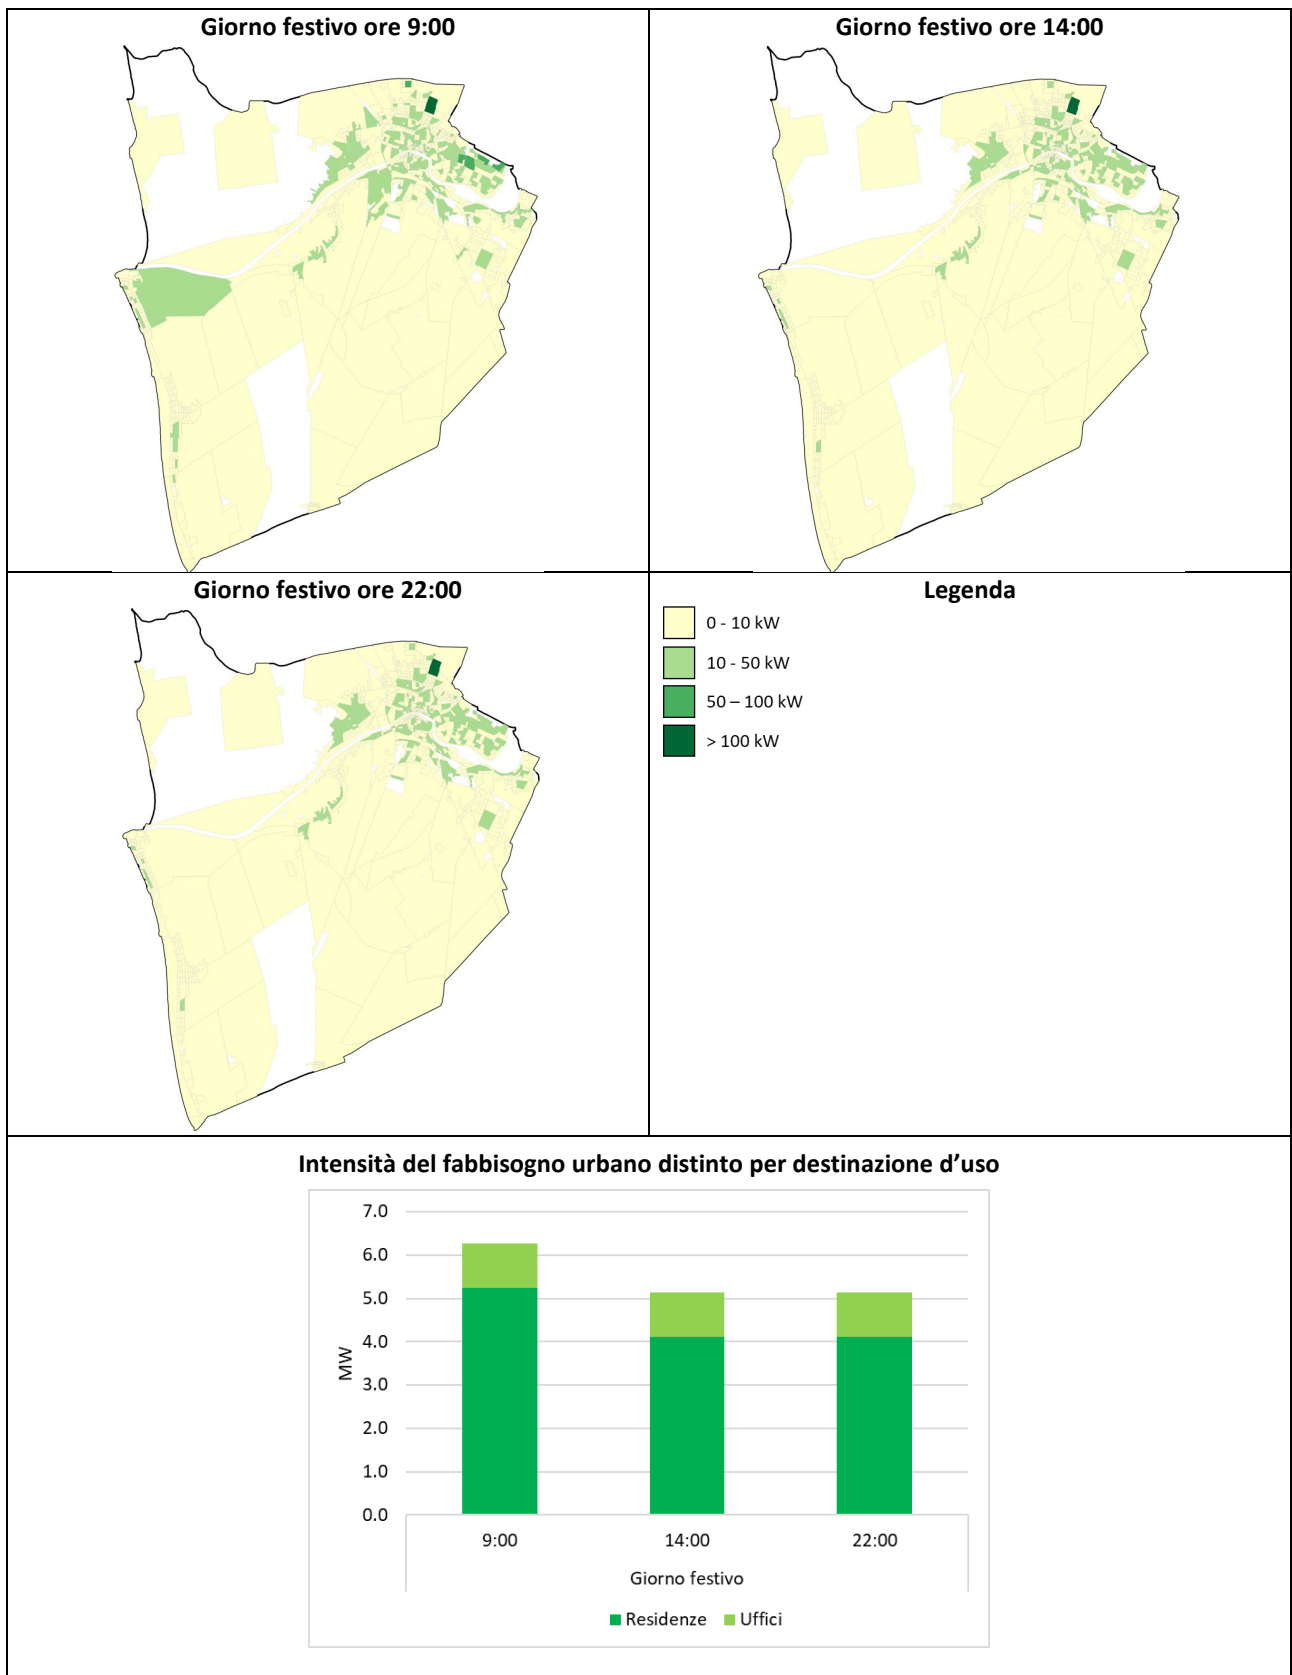 Giorno festivo ore 9:00
Giorno festivo ore 14:00
Giorno festivo ore 22:00
Legenda
0 - 10 kW
10 - 50 kW
50 – 100 kW
> 100 kW
Intensità del fabbisogno urbano distinto per destinazione d’uso
7.0
6.0
5.0
4.0
3.0
2.0
1.0
0.0
MW
9:00 14:00 22:00
Giorno festivo
Residenze Uffici